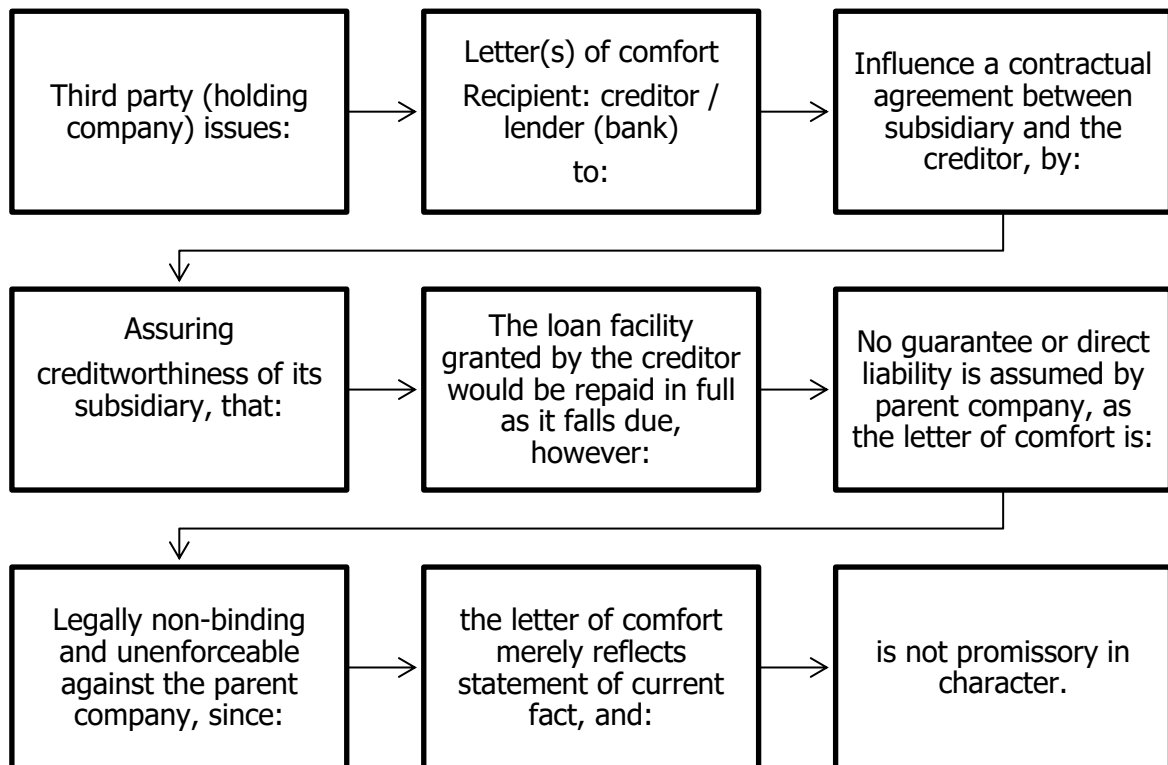 Third party (holding
company) issues:
Letter(s) of comfort
Recipient: creditor /
lender (bank)
to:
Influence a contractual
agreement between
subsidiary and the
creditor, by:
Assuring
creditworthiness of its
subsidiary, that:
The loan facility
granted by the creditor
would be repaid in full
as it falls due,
however:
No guarantee or direct
liability is assumed by
parent company, as
the letter of comfort is:
Legally non-binding
and unenforceable
against the parent
company, since:
the letter of comfort
merely reflects
statement of current
fact, and:
is not promissory in
character.